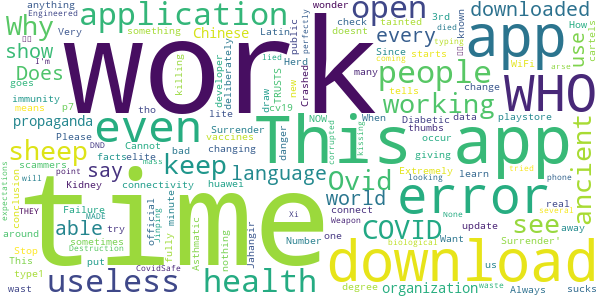 anything
Engineered
Why
application
wonder
check
tainted
3rd
died
downloaded
known
open
Very
something
Latin
public
typing
How
cartels
show
Chinese
deliberately
perfectly
every
doesnt
Since
coming
starts
app
use
I'm
killing
developer
lied
Herd
Crashed
WiFi
arse
Does
goes
work
people
many
change
WHO
immunity
p7
TRUSTS
new
tells
playstore
means
tho
lite
draw
Cv19
working
data
When
Diabetic
thumbs
propaganda
even
Surrender
vaccines
NOW
This app
ancient
Please
Cannot
changing
danger
kissing
corrupted
occur
giving
sheep
DND
bad
factselite
mass
language
Ovid
Extremely
looking
tried
phone
scammers
say
keep
error
point
world
learn
expectations
conclusion
will
Kidney
connectivity
huawei
COVID
see
real
several
THEY
MADE
Failure
official
Jinping
minute
Xi
connect
update
Surrender'
away
around
able
try
Weapon
None
This
sometimes
Destruction
Asthmatic
fully
nothing
Jahangir
Number
one
biological
Want
us
Stop
type1
put
time
download
wast
useless
CovidSafe
health
organization
degree
Always
waste
sucks